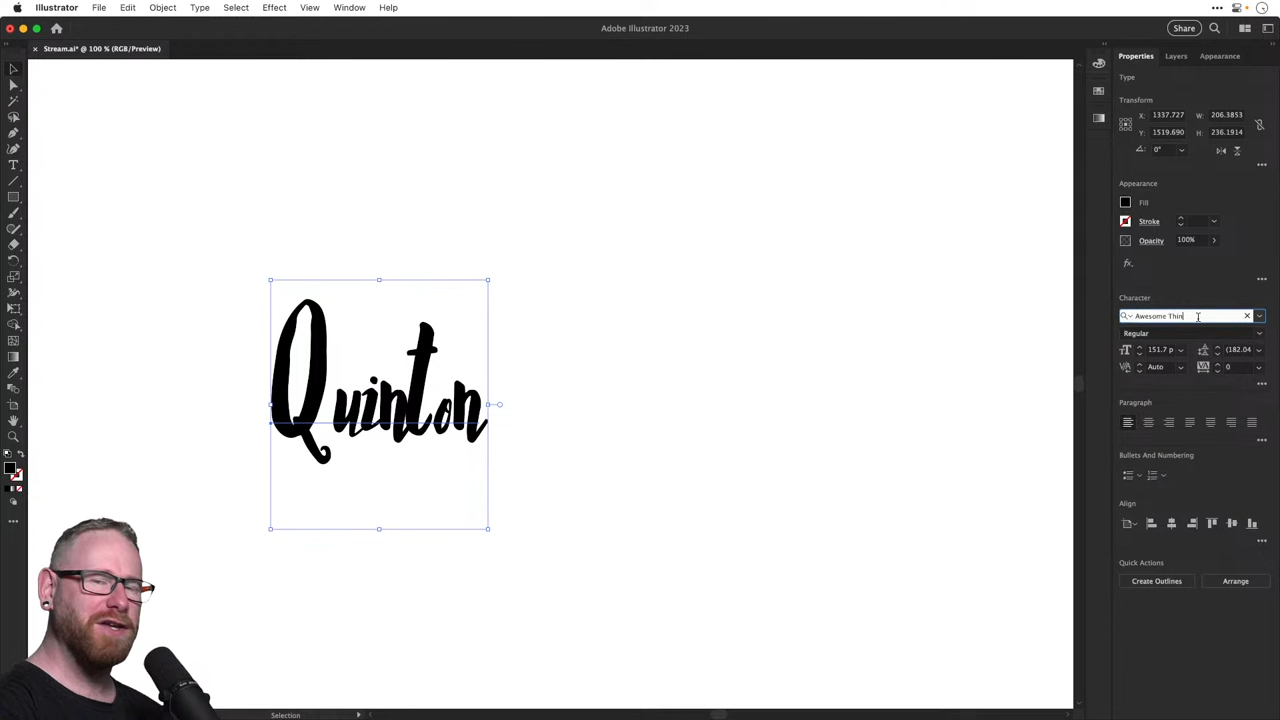 Illustrator File Edit Object Type Select Effect View Window Help
Adobe Illustrator 2023
Share
Stream.ai* @ 100 % (RGB/Preview)
Properties Layers Appearance
Type
Transform
X: 1337.727 W: 206.3853
Y: 1519.690 H: 236.1914
0°
Appearance
Fill
Stroke
Opacity 100%
fx
Character
Awesome Thin
Regular
151.7 p (182.04
Auto 0
Paragraph
Bullets And Numbering
Align
Quick Actions
Create Outlines Arrange
Quinton
Selection